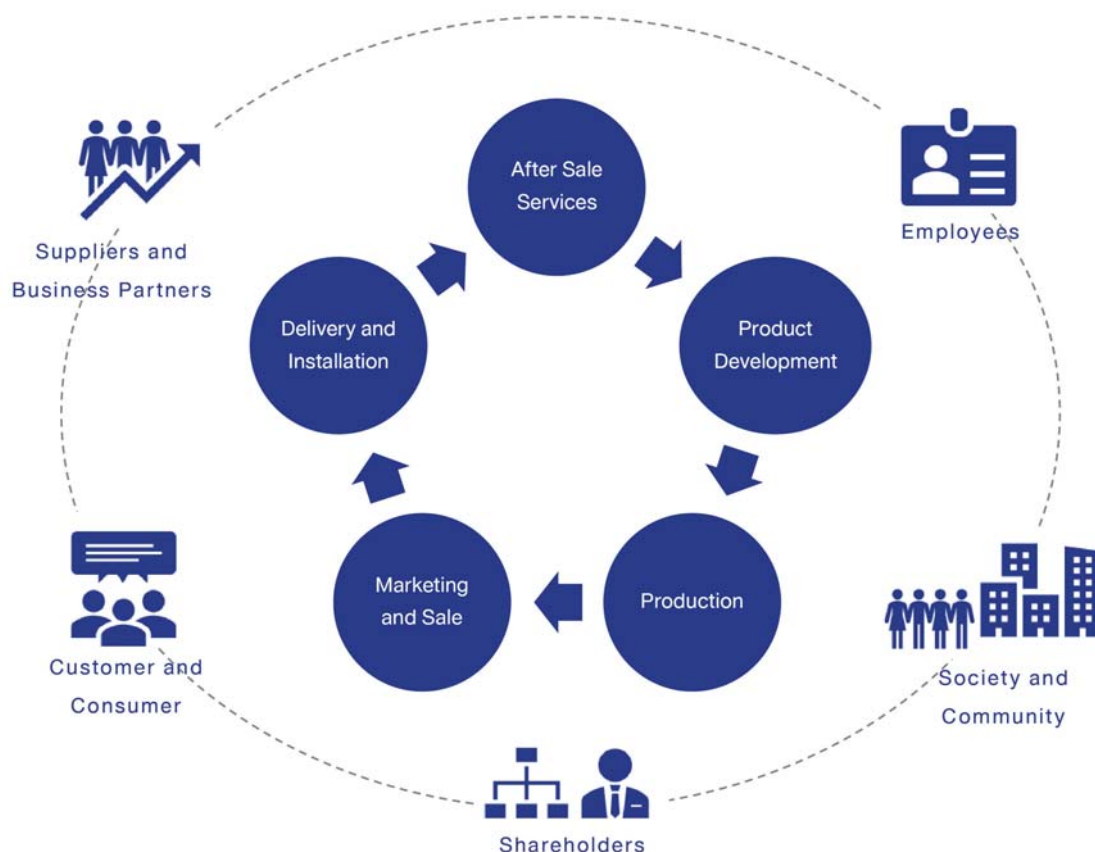 After Sale
Services
Employees
Suppliers and
Business Partners
Delivery and
Installation
Product
Development
Marketing
and Sale
Production
Customer and
Consumer
Society and
Community
Shareholders